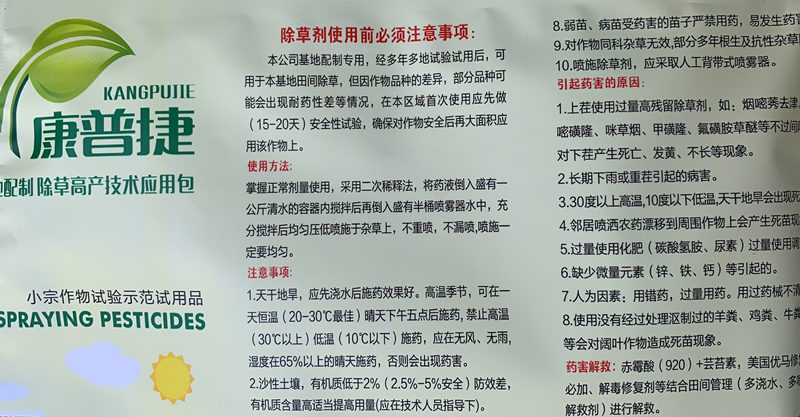 KANGPUJIE
康普捷
配制 除草高产技术应用包
小宗作物试验示范试用品
SPRAYING PESTICIDES
除草剂使用前必须注意事项：
本公司基地配制专用，经多年多地试验试用后，可
用于本基地田间除草，但因作物品种的差异，部分品种可
能会出现耐药性差等情况，在本区域首次使用应先做
（15-20天）安全性试验，确保对作物安全后再大面积应
用该作物上。
使用方法：
掌握正常剂量使用，采用二次稀释法，将药液倒入盛有一
公斤清水的容器内搅拌后再倒入盛有半桶喷雾器水中，充
分搅拌后均匀压低喷施于杂草上，不重喷，不漏喷,喷施一
定要均匀。
注意事项:
1.天干地旱，应先浇水后施药效果好。高温季节，可在一
天恒温（20-30℃最佳）晴天下午五点后施药，禁止高温
（30℃以上）低温（10℃以下）施药，应在无风、无雨,
湿度在65%以上的晴天施药，否则会出现药害。
2.沙性土壤，有机质低于2%（2.5%-5%安全）防效差，
有机质含量高适当提高用量(应在技术人员指导下)。
8.弱苗、病苗受药害的苗子严禁用药，易发生药害
9.对作物同科杂草无效,部分多年根生及抗性杂草
10.喷施除草剂，应采取人工背带式喷雾器。
引起药害的原因：
1.上茬使用过量高残留除草剂，如：烟嘧磺荠去津
嘧磺隆、咪草烟、甲磺隆、氟磺胺草醚等不过间
对下茬产生死亡、发黄、不长等现象。
2.长期下雨或重茬引起的病害。
3.30度以上高温,10度以下低温,天干地旱会出现死
4.邻居喷洒农药漂移到周围作物上会产生死苗现
5.过量使用化肥（碳酸氢胺、尿素）过量使用
6.缺少微量元素（锌、铁、钙）等引起的。
7.人为因素：用错药，过量用药。用过药械不
8.使用没有经过处理沤制过的羊粪、鸡粪、牛
等会对阔叶作物造成死苗现象。
药害解救：赤霉酸（920）+芸苔素，美国优马修
必加、解毒修复剂等结合田间管理（多浇水、多
解救剂）进行解救。